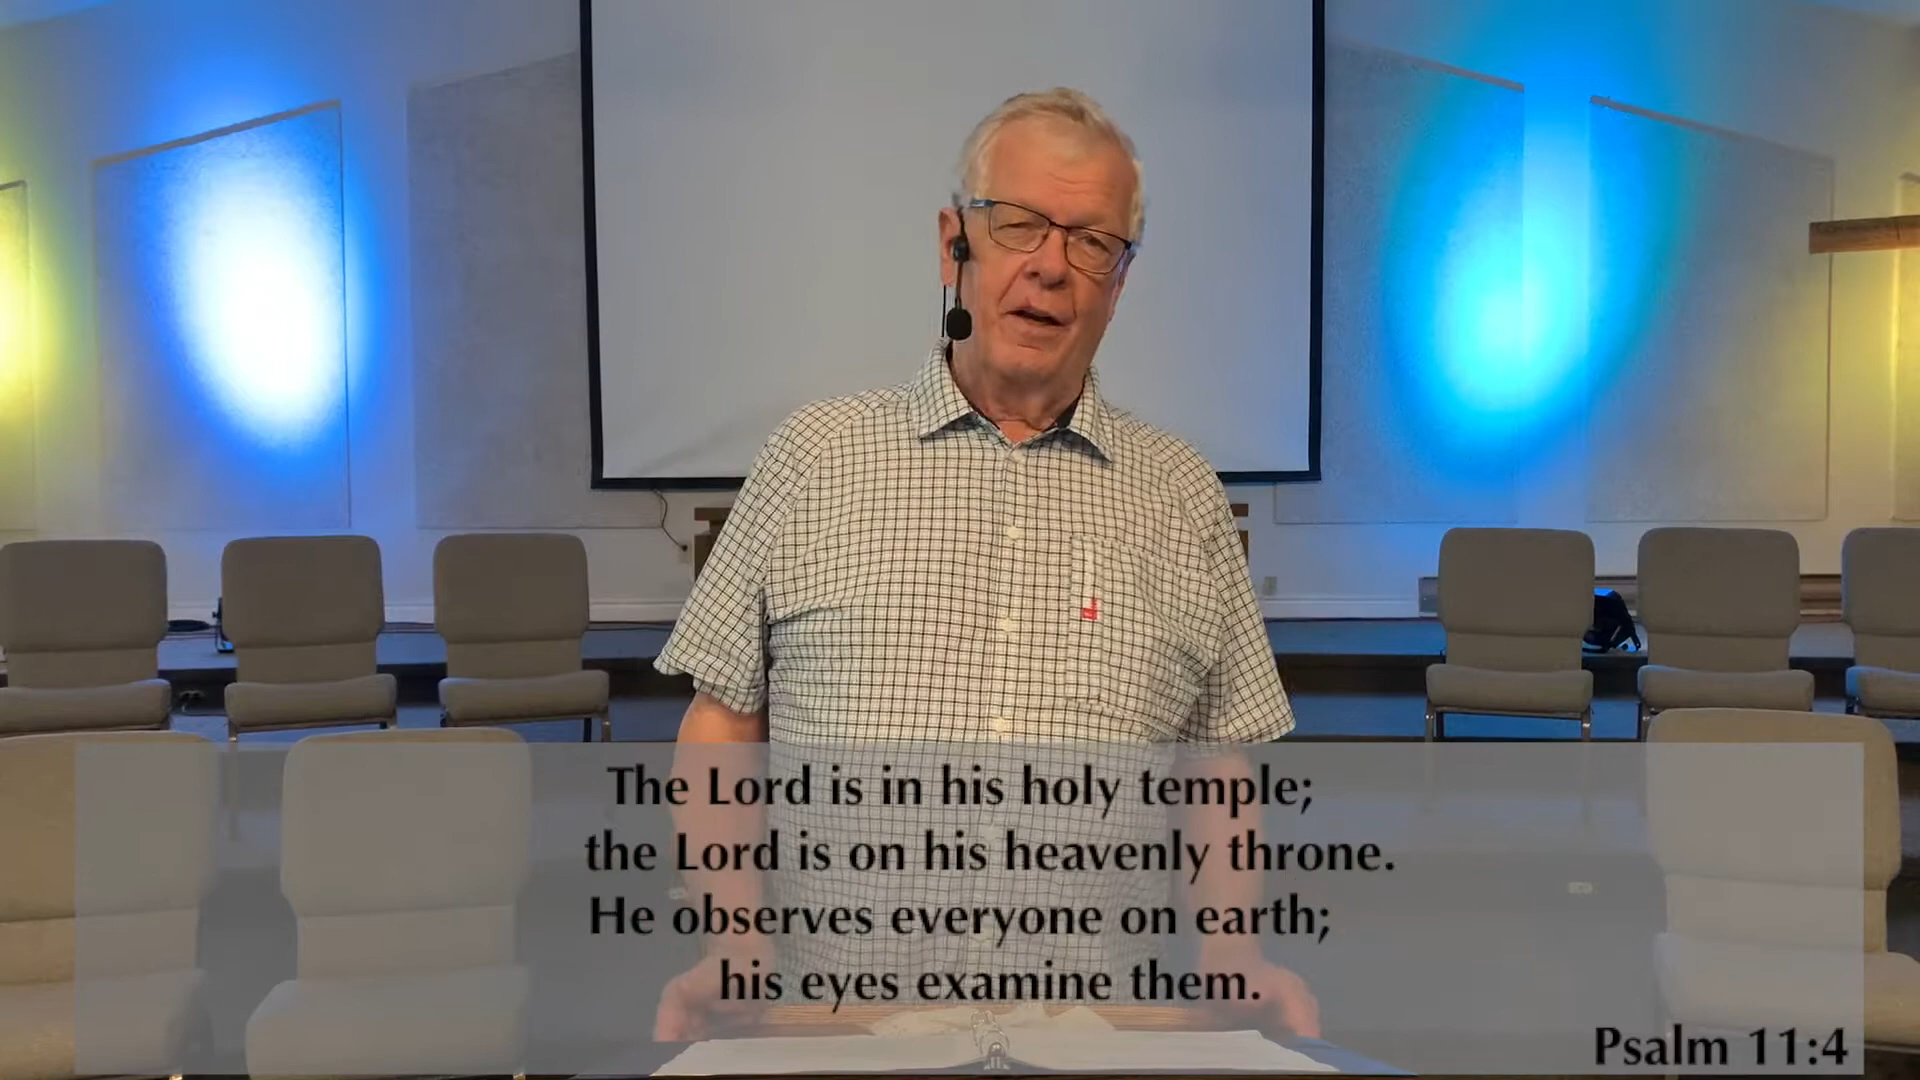 The Lord is in his holy temple;
the Lord is on his heavenly throne.
He observes everyone on earth;
his eyes examine them.
Psalm 11:4